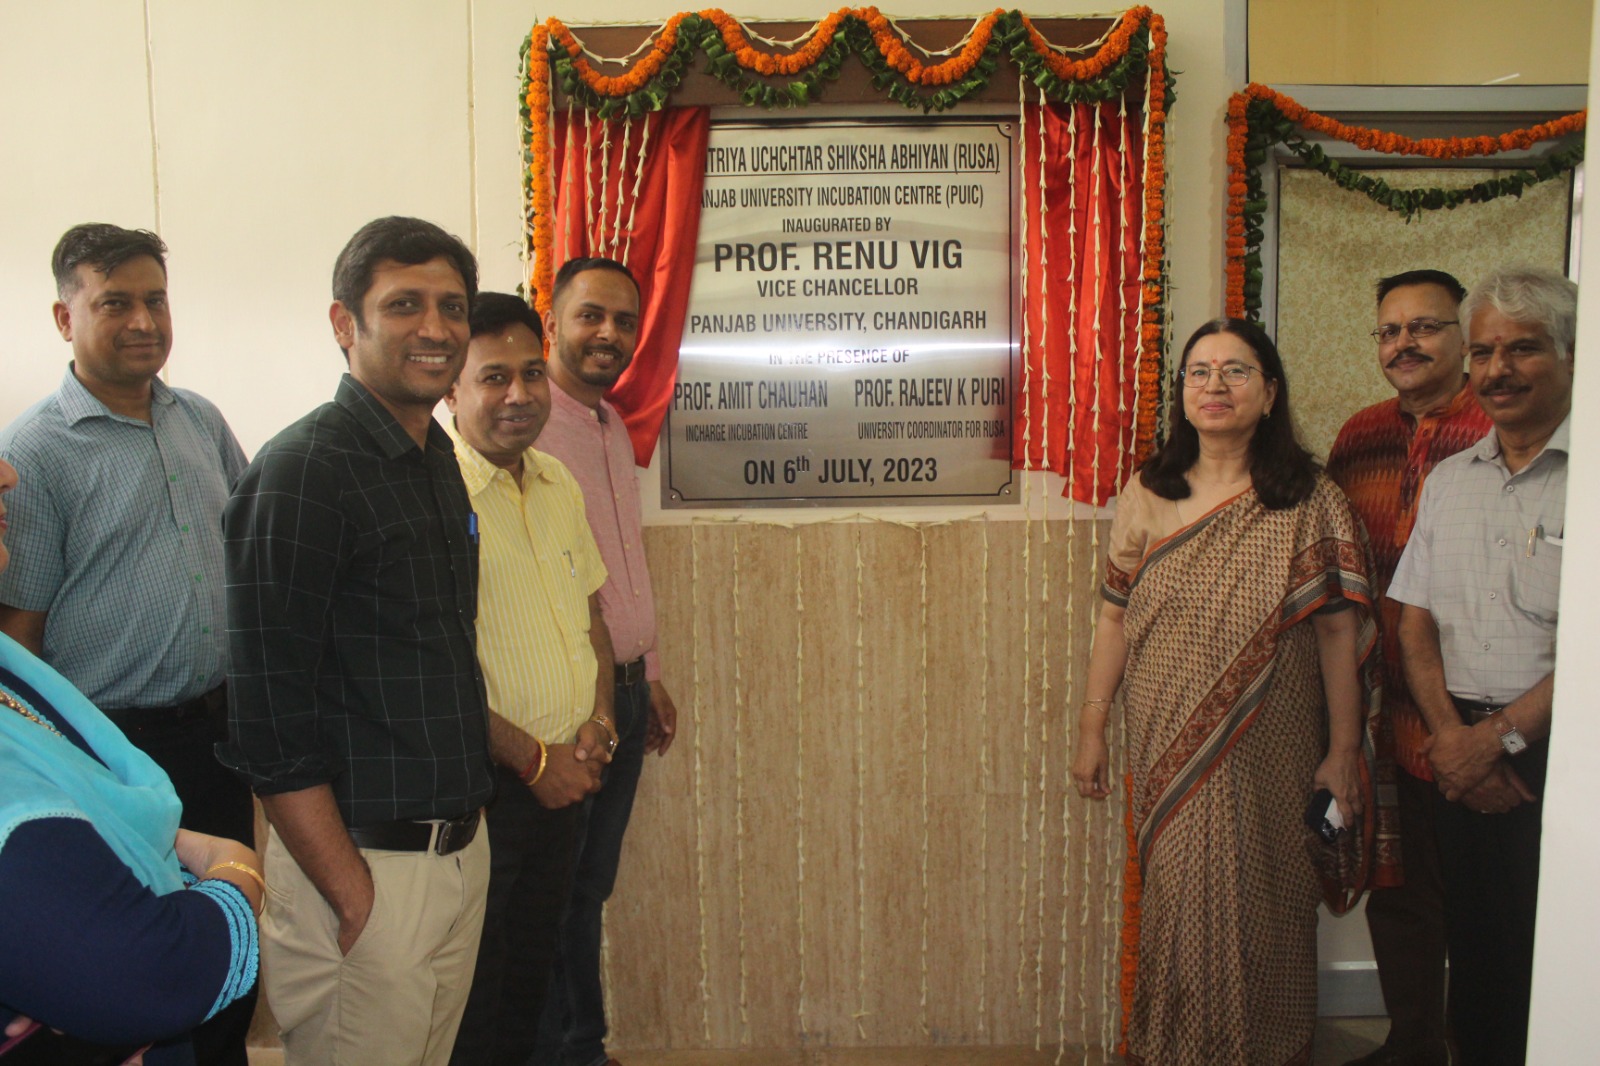 TRIYA UCHCHTAR SHIKSHA ABHIYAN (RUSA)
ANJAB UNIVERSITY INCUBATION CENTRE (PUIC)
INAUGURATED BY
PROF. RENU VIG
VICE CHANCELLOR
PANJAB UNIVERSITY, CHANDIGARH
IN THE PRESENCE OF
PROF. AMIT CHAUHAN PROF. RAJEEV K PURI
INCHARGE INCUBATION CENTRE UNIVERSITY COORDINATOR FOR RUSA
ON 6th JULY, 2023